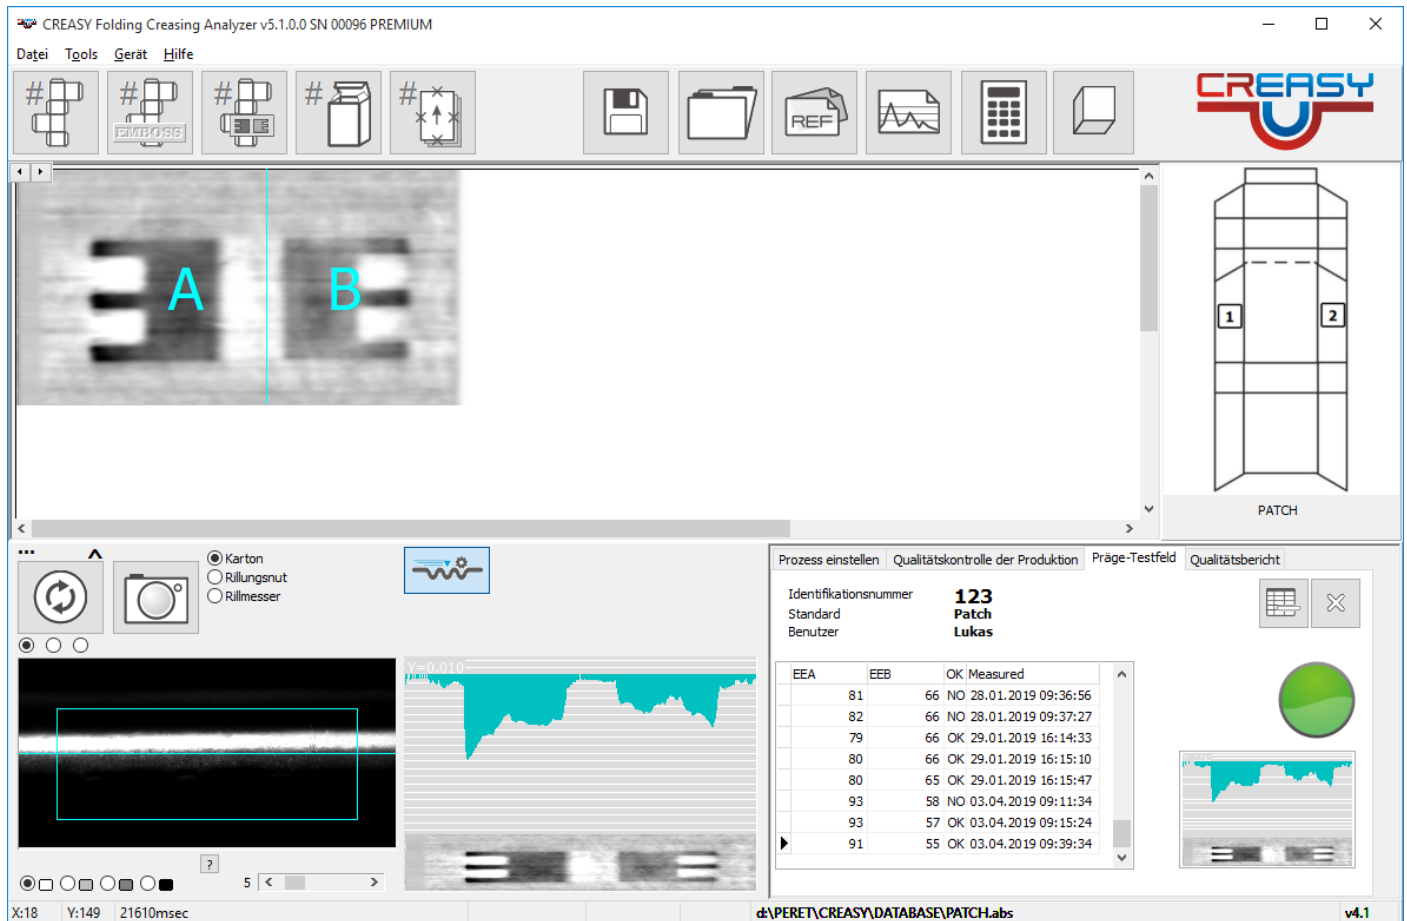 CREASY Folding Creasing Analyzer v5.1.0.0 SN 00096 PREMIUM
Datei Tools Gerät Hilfe
# # # # #
EMBOSS
REF
CREASY
A B
1 2
PATCH
Karton
Rillungsnut
Rillmesser
?
5
Y=0.010
Prozess einstellen Qualitätskontrolle der Produktion Präge-Testfeld Qualitätsbericht
Identifikationsnummer 123
Standard Patch
Benutzer Lukas
EEA EEB OK Measured
81 66 NO 28.01.2019 09:36:56
82 66 NO 28.01.2019 09:37:27
79 66 OK 29.01.2019 16:14:33
80 66 OK 29.01.2019 16:15:10
80 65 OK 29.01.2019 16:15:47
93 58 NO 03.04.2019 09:11:34
93 57 OK 03.04.2019 09:15:24
91 55 OK 03.04.2019 09:39:34
X:18 Y:149 21610msec d:\PERET\CREASY\DATABASE\PATCH.abs v4.1